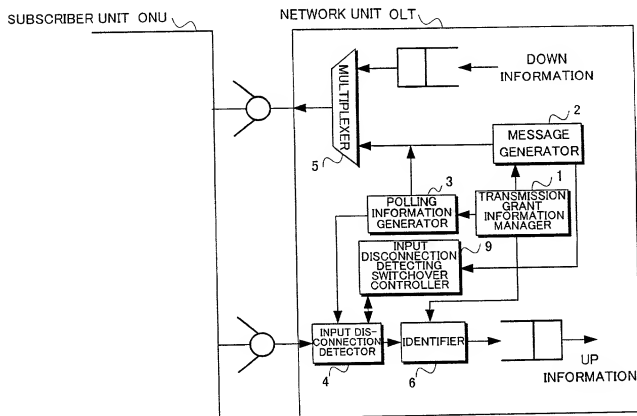 SUBSCRIBER UNIT ONU
NETWORK UNIT OLT
DOWN
INFORMATION
MULTIPLEXER
5
2
MESSAGE
GENERATOR
3
1
POLLING
INFORMATION
GENERATOR
TRANSMISSION
GRANT
INFORMATION
MANAGER
9
INPUT
DISCONNECTION
DETECTING
SWITCHOVER
CONTROLLER
INPUT DIS-
CONNECTION
DETECTOR
4
IDENTIFIER
6
UP
INFORMATION